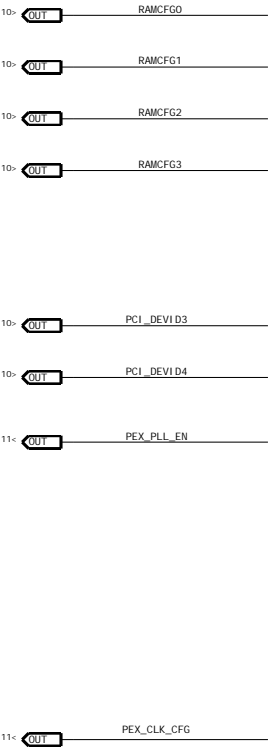 10> OUT RAMCFG0
10> OUT RAMCFG1
10> OUT RAMCFG2
10> OUT RAMCFG3
10> OUT PCI_DEVID3
10> OUT PCI_DEVID4
11< OUT PEX_PLL_EN
11< OUT PEX_CLK_CFG